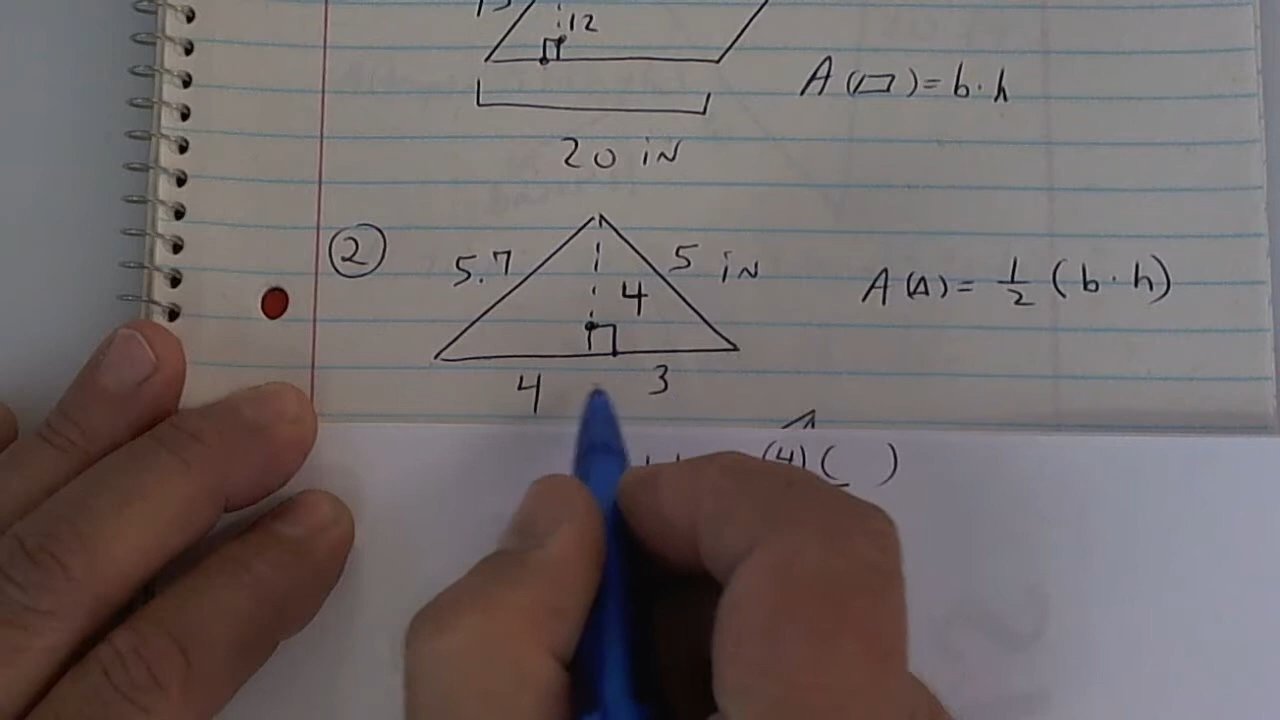 12
A (▱) = b · h
20 in
② 5.7 5 in
4
A (Δ) = 1/2 (b · h)
4 3
(4) ( )